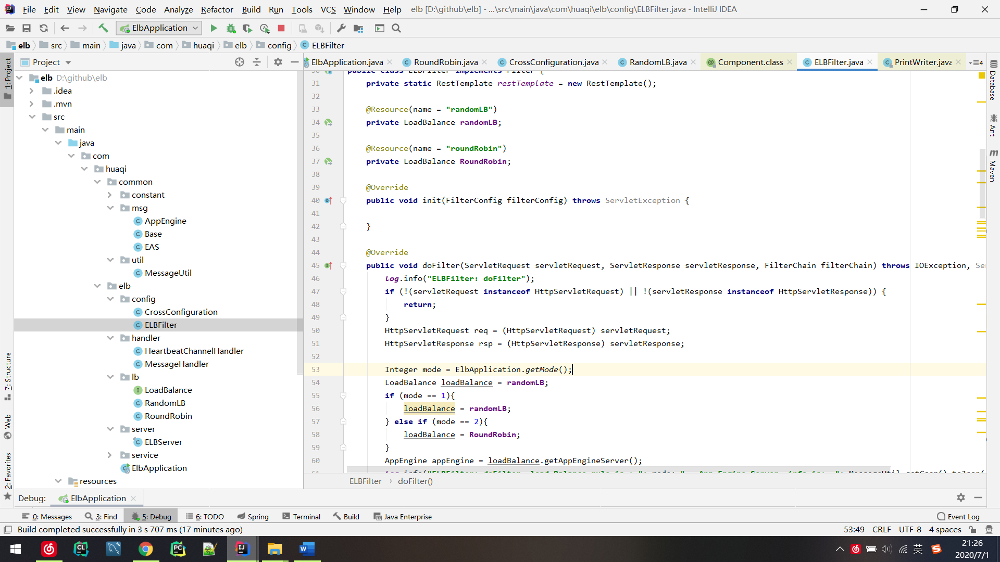 File Edit View Navigate Code Analyze Refactor Build Run Tools VCS Window Help elb [D:\github\elb] - ...\src\main\java\com\huaqi\elb\config\ELBFilter.java - IntelliJ IDEA
ElbApplication
elb src main java com huaqi elb config ELBFilter
Project
ElbApplication.java RoundRobin.java CrossConfiguration.java RandomLB.java Component.class ELBFilter.java PrintWriter.java 4
1: Project
7: Structure
Web
2: Favorites
elb D:\github\elb
.idea
.mvn
src
main
java
com
huaqi
common
constant
msg
AppEngine
Base
EAS
util
MessageUtil
elb
config
CrossConfiguration
ELBFilter
handler
HeartbeatChannelHandler
MessageHandler
lb
LoadBalance
RandomLB
RoundRobin
server
ELBServer
service
ElbApplication
resources
public class ELBFilter implements Filter {
31 private static RestTemplate restTemplate = new RestTemplate();
32
33 @Resource(name = "randomLB")
34 private LoadBalance randomLB;
35
36 @Resource(name = "roundRobin")
37 private LoadBalance RoundRobin;
38
39 @Override
40 public void init(FilterConfig filterConfig) throws ServletException {
41
42 }
43
44 @Override
45 public void doFilter(ServletRequest servletRequest, ServletResponse servletResponse, FilterChain filterChain) throws IOException, Se
46 log.info("ELBFilter: doFilter");
47 if (!(servletRequest instanceof HttpServletRequest) || !(servletResponse instanceof HttpServletResponse)) {
48 return;
49 }
50 HttpServletRequest req = (HttpServletRequest) servletRequest;
51 HttpServletResponse rsp = (HttpServletResponse) servletResponse;
52
53 Integer mode = ElbApplication.getMode();
54 LoadBalance loadBalance = randomLB;
55 if (mode == 1){
56 loadBalance = randomLB;
57 } else if (mode == 2){
58 loadBalance = RoundRobin;
59 }
60 AppEngine appEngine = loadBalance.getAppEngineServer();
ELBFilter › doFilter()
Database
Ant
Maven
Debug: ElbApplication
0: Messages 3: Find 5: Debug 6: TODO Spring Terminal Build Java Enterprise Event Log
Build completed successfully in 3 s 707 ms (17 minutes ago) 53:49 CRLF UTF-8 4 spaces
英 21:26
2020/7/1